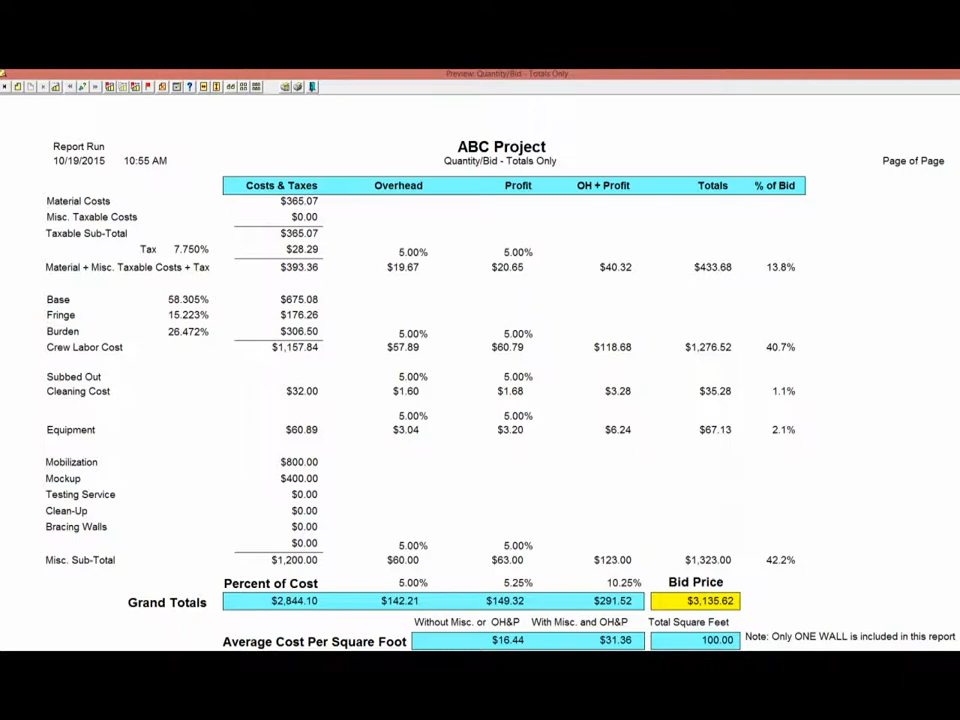 Preview: Quantity/Bid - Totals Only
Report Run
10/19/2015 10:55 AM
ABC Project
Quantity/Bid - Totals Only
Page of Page
Costs & Taxes Overhead Profit OH + Profit Totals % of Bid
Material Costs $365.07
Misc. Taxable Costs $0.00
Taxable Sub-Total $365.07
Tax 7.750% $28.29 5.00% 5.00%
Material + Misc. Taxable Costs + Tax $393.36 $19.67 $20.65 $40.32 $433.68 13.8%
Base 58.305% $675.08
Fringe 15.223% $176.26
Burden 26.472% $306.50 5.00% 5.00%
Crew Labor Cost $1,157.84 $57.89 $60.79 $118.68 $1,276.52 40.7%
Subbed Out 5.00% 5.00%
Cleaning Cost $32.00 $1.60 $1.68 $3.28 $35.28 1.1%
5.00% 5.00%
Equipment $60.89 $3.04 $3.20 $6.24 $67.13 2.1%
Mobilization $800.00
Mockup $400.00
Testing Service $0.00
Clean-Up $0.00
Bracing Walls $0.00
$0.00 5.00% 5.00%
Misc. Sub-Total $1,200.00 $60.00 $63.00 $123.00 $1,323.00 42.2%
Percent of Cost 5.00% 5.25% 10.25% Bid Price
Grand Totals $2,844.10 $142.21 $149.32 $291.52 $3,135.62
Without Misc. or OH&P With Misc. and OH&P Total Square Feet
Average Cost Per Square Foot $16.44 $31.36 100.00 Note: Only ONE WALL is included in this report